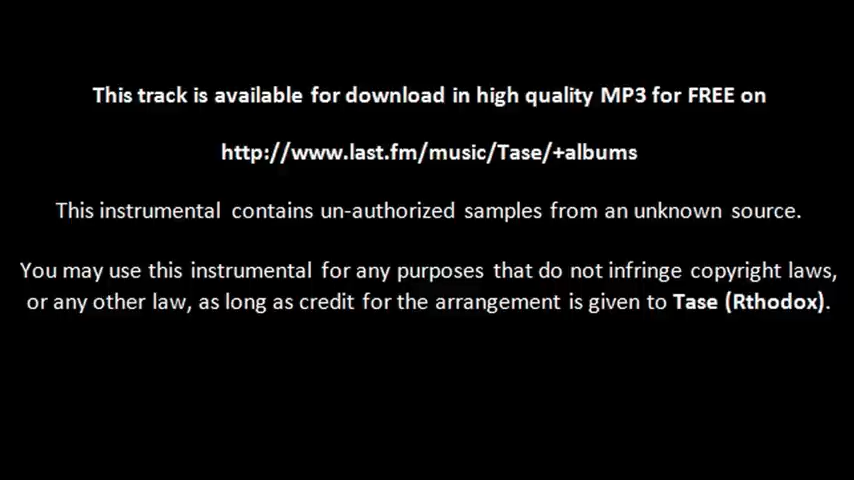 This track is available for download in high quality MP3 for FREE on
http://www.last.fm/music/Tase/+albums
This instrumental contains un-authorized samples from an unknown source.
You may use this instrumental for any purposes that do not infringe copyright laws,
or any other law, as long as credit for the arrangement is given to Tase (Rthodox).